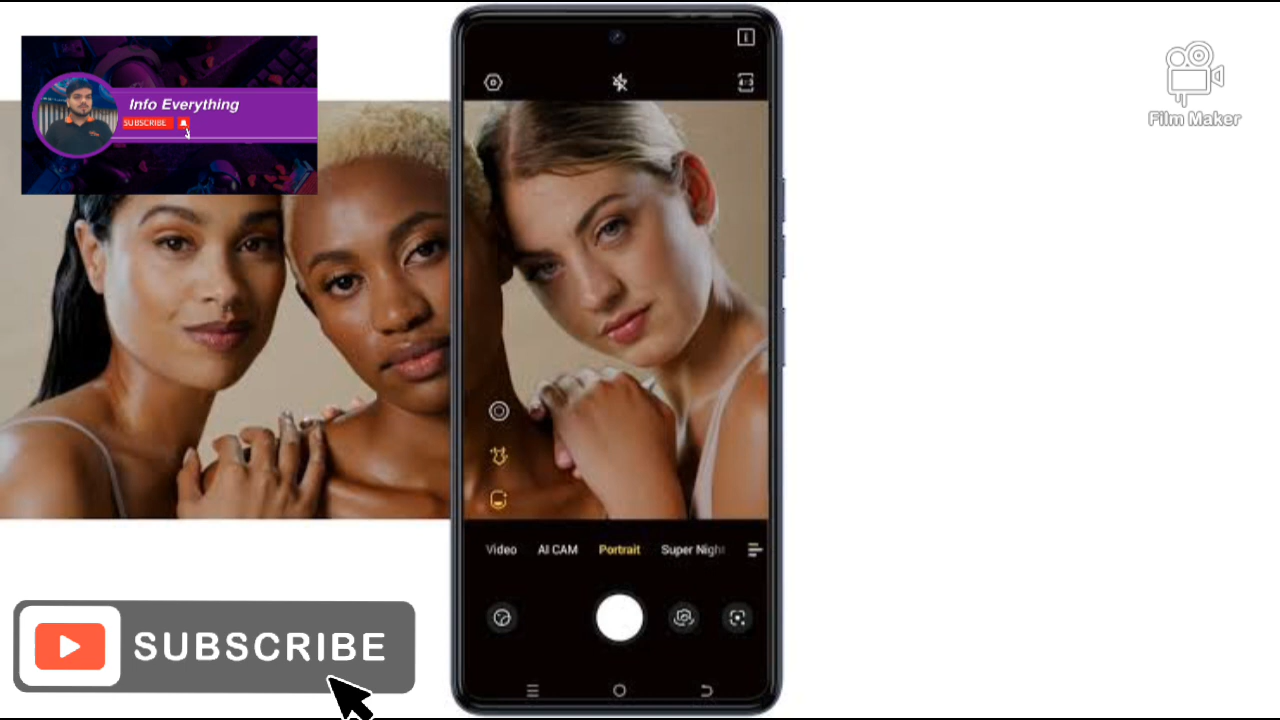 Info Everything
SUBSCRIBE
Film Maker
Video AI CAM Portrait Super Night
SUBSCRIBE